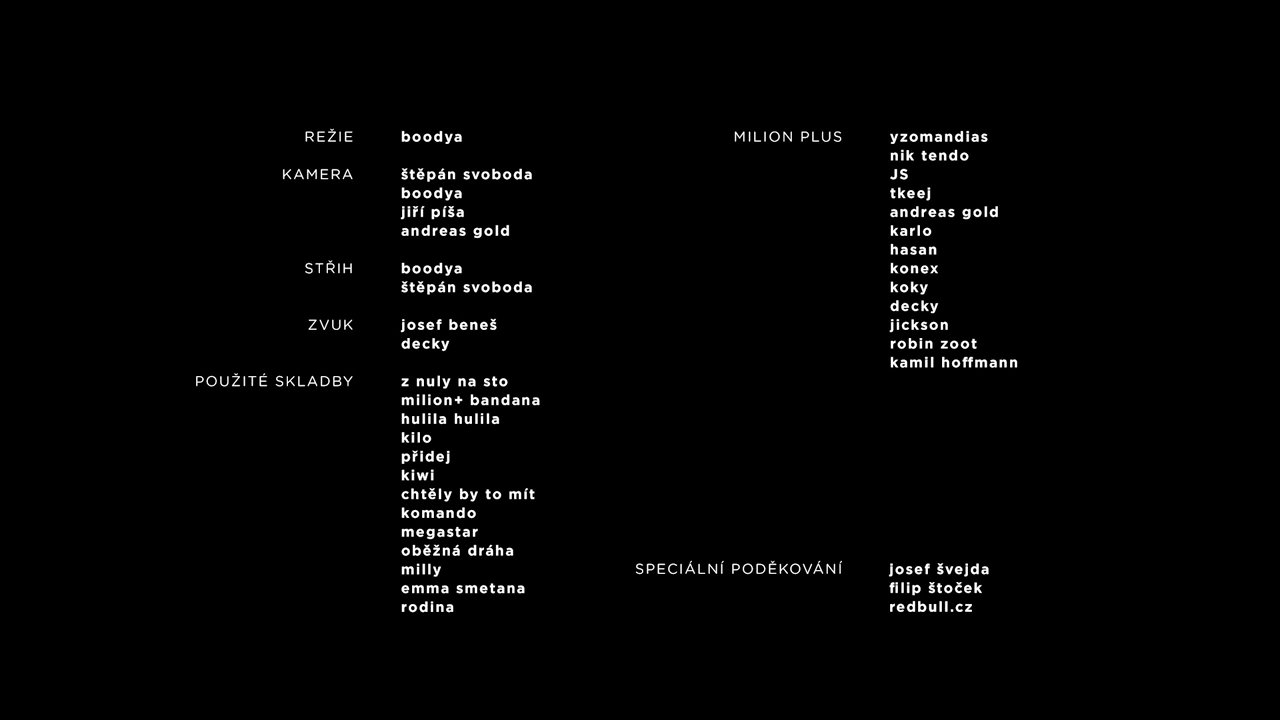 REŽIE boodya
KAMERA štěpán svoboda
boodya
jiří píša
andreas gold
STŘIH boodya
štěpán svoboda
ZVUK josef beneš
decky
POUŽITÉ SKLADBY z nuly na sto
milion+ bandana
hulila hulila
kilo
přidej
kiwi
chtěly by to mít
komando
megastar
oběžná dráha
milly
emma smetana
rodina
MILION PLUS yzomandias
nik tendo
JS
tkeej
andreas gold
karlo
hasan
konex
koky
decky
jickson
robin zoot
kamil hoffmann
SPECIÁLNÍ PODĚKOVÁNÍ josef švejda
filip štoček
redbull.cz